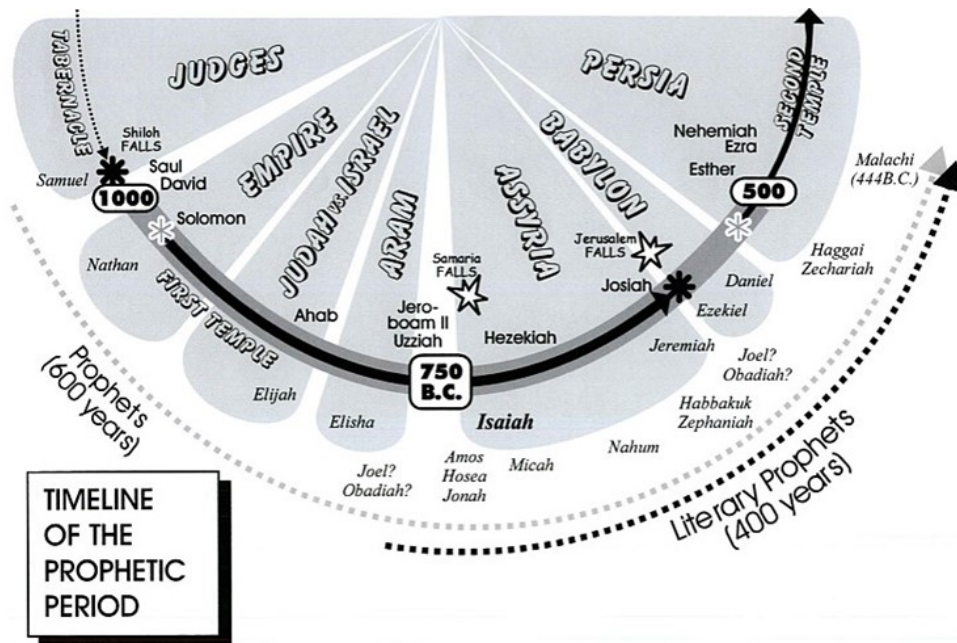 TABERNACLE
JUDGES
EMPIRE
JUDAH VS. ISRAEL
ARAM
ASSYRIA
BABYLON
PERSIA
SECOND
TEMPLE
Shiloh
FALLS
Samuel
Saul
David
1000
Solomon
Nathan
FIRST TEMPLE
Ahab
Elijah
Elisha
Jero-
boam II
Uzziah
Samaria
FALLS
750
B.C.
Hezekiah
Isaiah
Joel?
Obadiah?
Amos
Hosea
Jonah
Micah
Nahum
Jerusalem
FALLS
Josiah
Jeremiah
Ezekiel
Daniel
Joel?
Obadiah?
Habbakuk
Zephaniah
Nehemiah
Ezra
Esther
500
Haggai
Zechariah
Malachi
(444B.C.)
Prophets
(600 years)
Literary Prophets
(400 years)
TIMELINE
OF THE
PROPHETIC
PERIOD